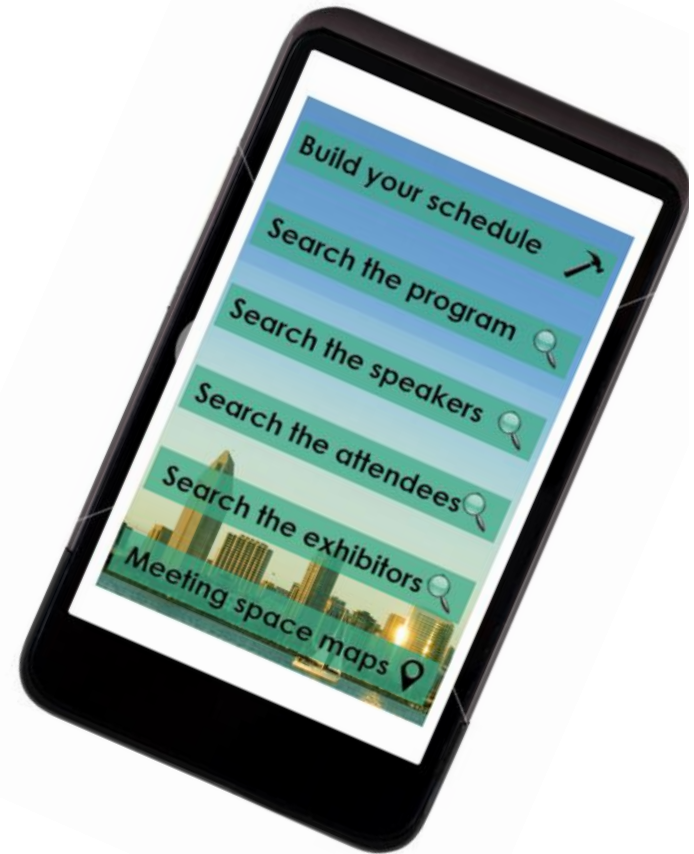 Build your schedule
Search the program
Search the speakers
Search the attendees
Search the exhibitors
Meeting space maps